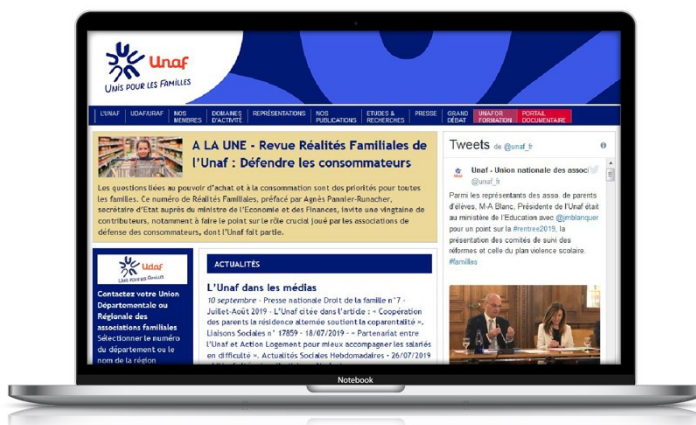 Unaf
UNIS POUR LES FAMILLES
L'UNAF
UDAF/URAF
NOS
MEMBRES
DOMAINES
D'ACTIVITÉ
REPRÉSENTATIONS
NOS
PUBLICATIONS
ETUDES &
RECHERCHES
PRESSE
GRAND
DÉBAT
UNAFOR
FORMATION
PORTAIL
DOCUMENTAIRE
A LA UNE - Revue Réalités Familiales de
l'Unaf : Défendre les consommateurs
Les questions liées au pouvoir d'achat et à la consommation sont des priorités pour toutes
les familles. Ce numéro de Réalités Familiales, préfacé par Agnès Pannier-Runacher,
secrétaire d'Etat auprès du ministre de l'Economie et des Finances, invite une vingtaine de
contributeurs, notamment à faire le point sur le rôle crucial joué par les associations de
défense des consommateurs, dont l'Unaf fait partie.
Udaf
UNIS POUR LES FAMILLES
Contactez votre Union
Départementale ou
Régionale des
associations familiales
Sélectionner le numéro
du département ou le
nom de la région
ACTUALITÉS
L'Unaf dans les médias
10 septembre - Presse nationale Droit de la famille n°7 -
Juillet-Août 2019 - L'Unaf citée dans l'article : « Coopération
des parents la résidence alternée soutient la coparentalité ».
Liaisons Sociales n° 17859 - 18/07/2019 - « Partenariat entre
l'Unaf et Action Logement pour mieux accompagner les salariés
en difficulté ». Actualités Sociales Hebdomadaires - 26/07/2019
Tweets de @unaf_fr
Unaf - Union nationale des associ
@unaf_fr
Parmi les représentants des asso. de parents
d'élèves, M-A Blanc, Présidente de l'Unaf était
au ministère de l'Education avec @jmblanquer
pour un point sur la #rentree2019, la
présentation des comités de suivi des
réformes et celle du plan violence scolaire.
#familles
Notebook